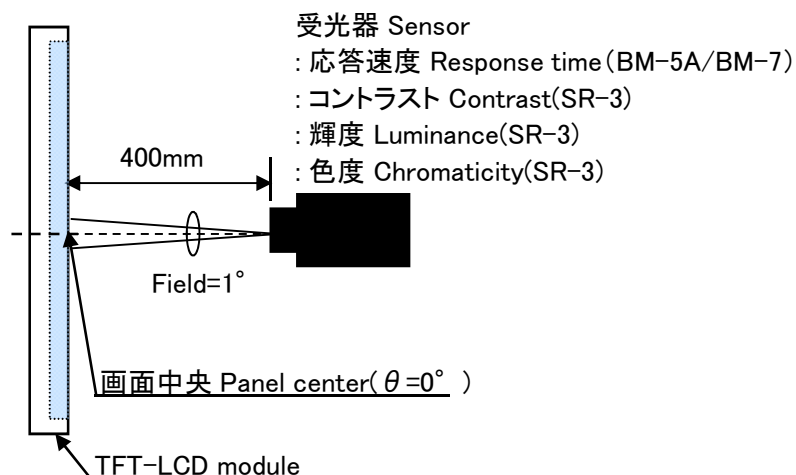 受光器 Sensor
: 応答速度 Response time(BM-5A/BM-7)
: コントラスト Contrast(SR-3)
: 輝度 Luminance(SR-3)
: 色度 Chromaticity(SR-3)
400mm
Field=1°
画面中央 Panel center(θ=0° )
TFT-LCD module